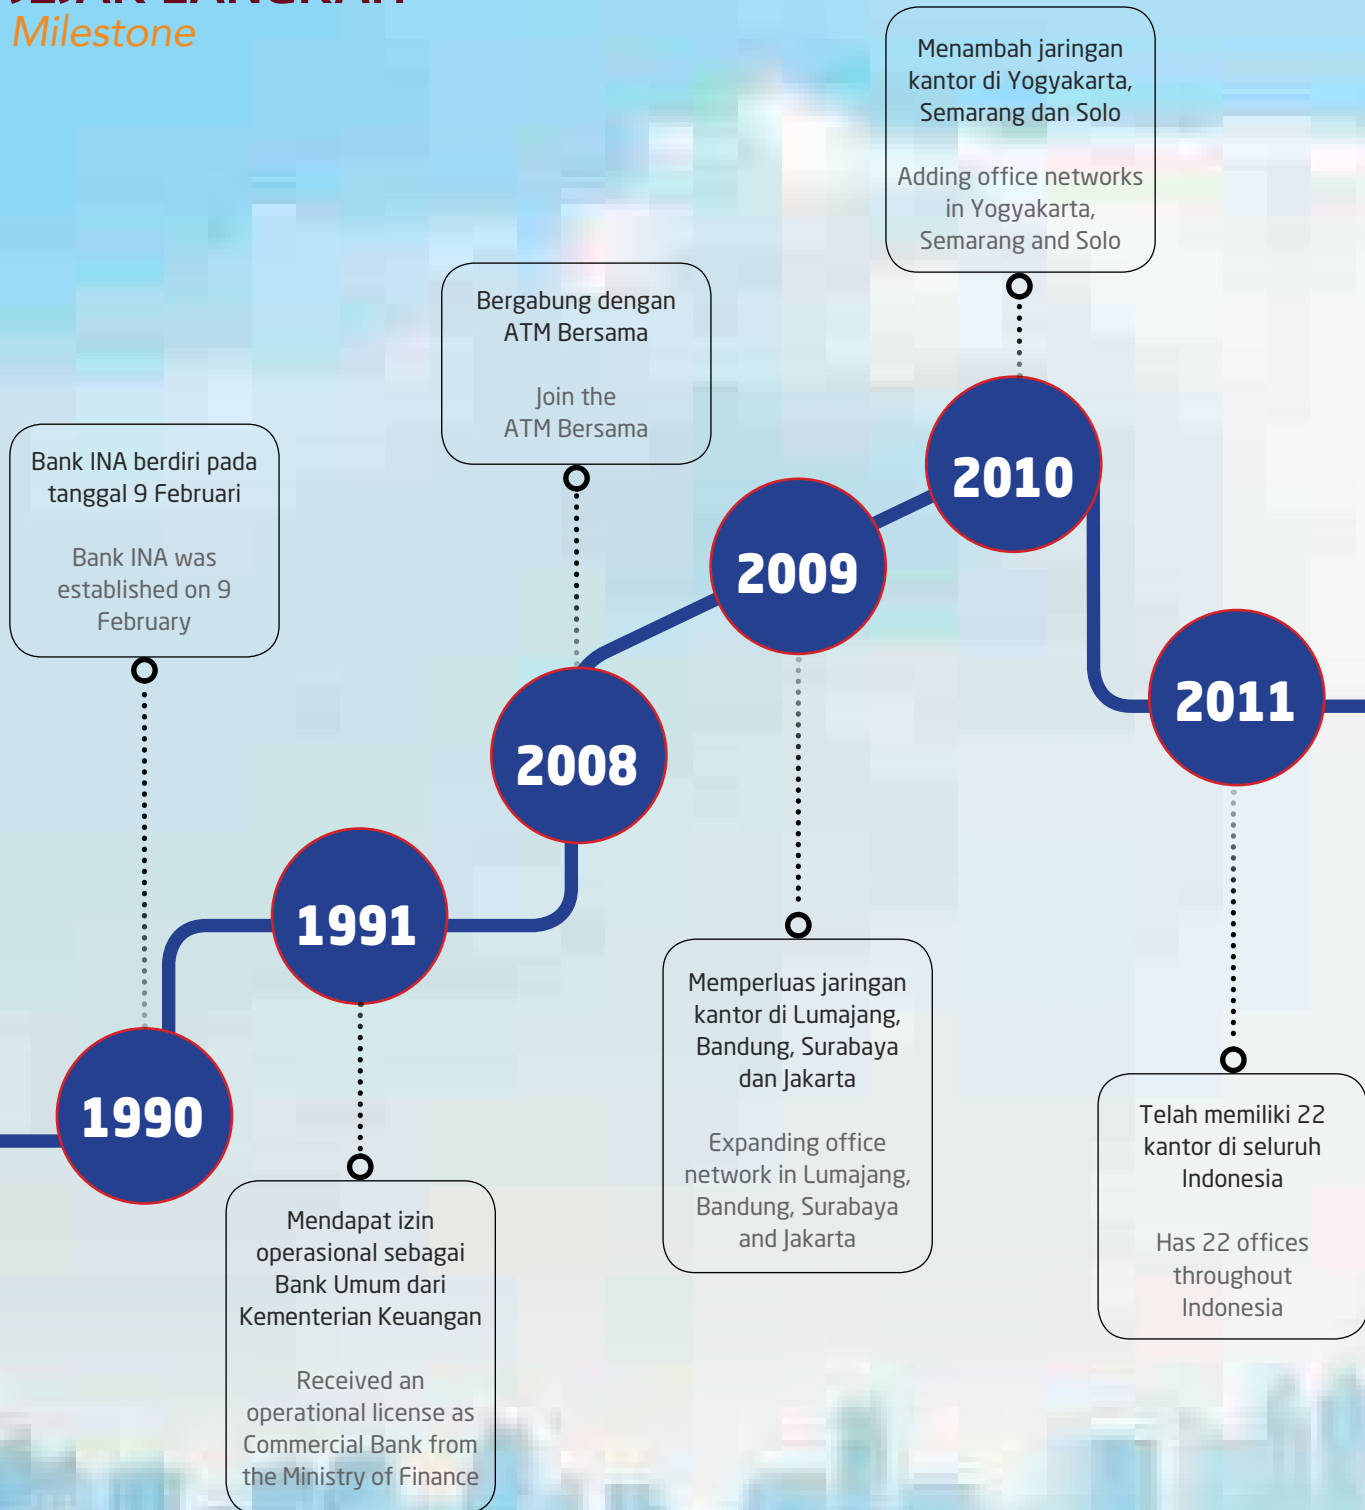 JEJAK LANGKAH
Milestone
Bank INA berdiri pada
tanggal 9 Februari
Bank INA was
established on 9
February
1990
1991
Mendapat izin
operasional sebagai
Bank Umum dari
Kementerian Keuangan
Received an
operational license as
Commercial Bank from
the Ministry of Finance
Bergabung dengan
ATM Bersama
Join the
ATM Bersama
2008
2009
Memperluas jaringan
kantor di Lumajang,
Bandung, Surabaya
dan Jakarta
Expanding office
network in Lumajang,
Bandung, Surabaya
and Jakarta
Menambah jaringan
kantor di Yogyakarta,
Semarang dan Solo
Adding office networks
in Yogyakarta,
Semarang and Solo
2010
2011
Telah memiliki 22
kantor di seluruh
Indonesia
Has 22 offices
throughout
Indonesia